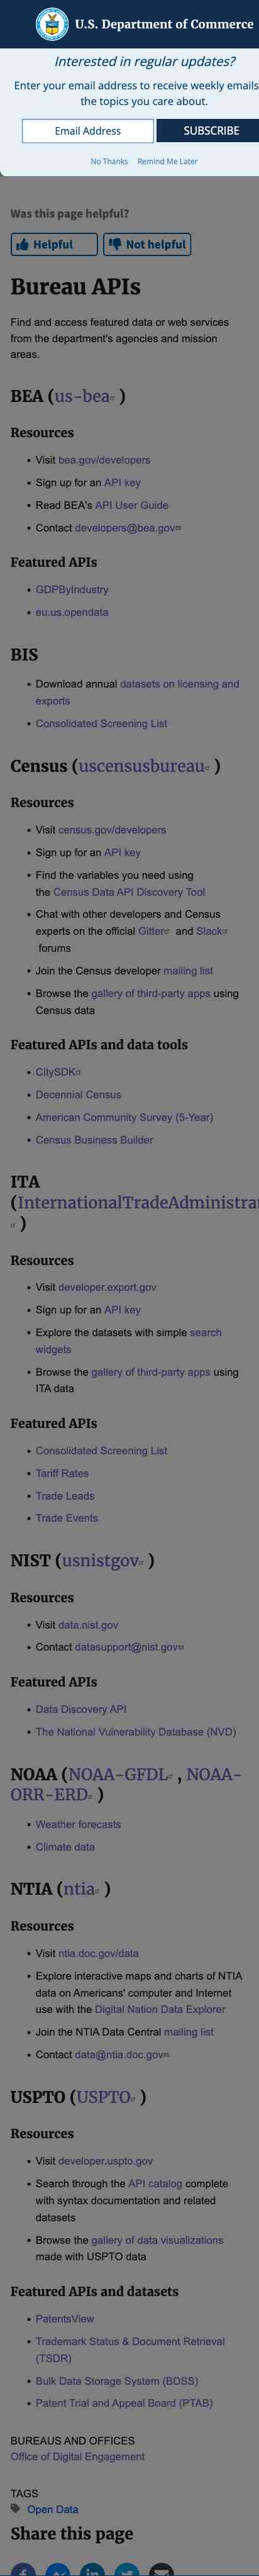 U.S. Department of Commerce
Interested in regular updates?
Enter your email address to receive weekly emails
the topics you care about.
Email Address
SUBSCRIBE
No Thanks Remind Me Later
Was this page helpful?
Helpful
Not helpful
Bureau APIs
Find and access featured data or web services
from the department's agencies and mission
areas.
BEA (us-bea )
Resources
• Visit bea.gov/developers
• Sign up for an API key
• Read BEA's API User Guide
• Contact developers@bea.gov
Featured APIs
• GDPByIndustry
• eu.us.opendata
BIS
• Download annual datasets on licensing and
exports
• Consolidated Screening List
Census (uscensusbureau )
Resources
• Visit census.gov/developers
• Sign up for an API key
• Find the variables you need using
the Census Data API Discovery Tool
• Chat with other developers and Census
experts on the official Gitter and Slack
forums
• Join the Census developer mailing list
• Browse the gallery of third-party apps using
Census data
Featured APIs and data tools
• CitySDK
• Decennial Census
• American Community Survey (5-Year)
• Census Business Builder
ITA
(InternationalTradeAdministra
)
Resources
• Visit developer.export.gov
• Sign up for an API key
• Explore the datasets with simple search
widgets
• Browse the gallery of third-party apps using
ITA data
Featured APIs
• Consolidated Screening List
• Tariff Rates
• Trade Leads
• Trade Events
NIST (usnistgov )
Resources
• Visit data.nist.gov
• Contact datasupport@nist.gov
Featured APIs
• Data Discovery API
• The National Vulnerability Database (NVD)
NOAA (NOAA-GFDL , NOAA-
ORR-ERD )
• Weather forecasts
• Climate data
NTIA (ntia )
Resources
• Visit ntia.doc.gov/data
• Explore interactive maps and charts of NTIA
data on Americans' computer and Internet
use with the Digital Nation Data Explorer
• Join the NTIA Data Central mailing list
• Contact data@ntia.doc.gov
USPTO (USPTO )
Resources
• Visit developer.uspto.gov
• Search through the API catalog complete
with syntax documentation and related
datasets
• Browse the gallery of data visualizations
made with USPTO data
Featured APIs and datasets
• PatentsView
• Trademark Status & Document Retrieval
(TSDR)
• Bulk Data Storage System (BDSS)
• Patent Trial and Appeal Board (PTAB)
BUREAUS AND OFFICES
Office of Digital Engagement
TAGS
Open Data
Share this page